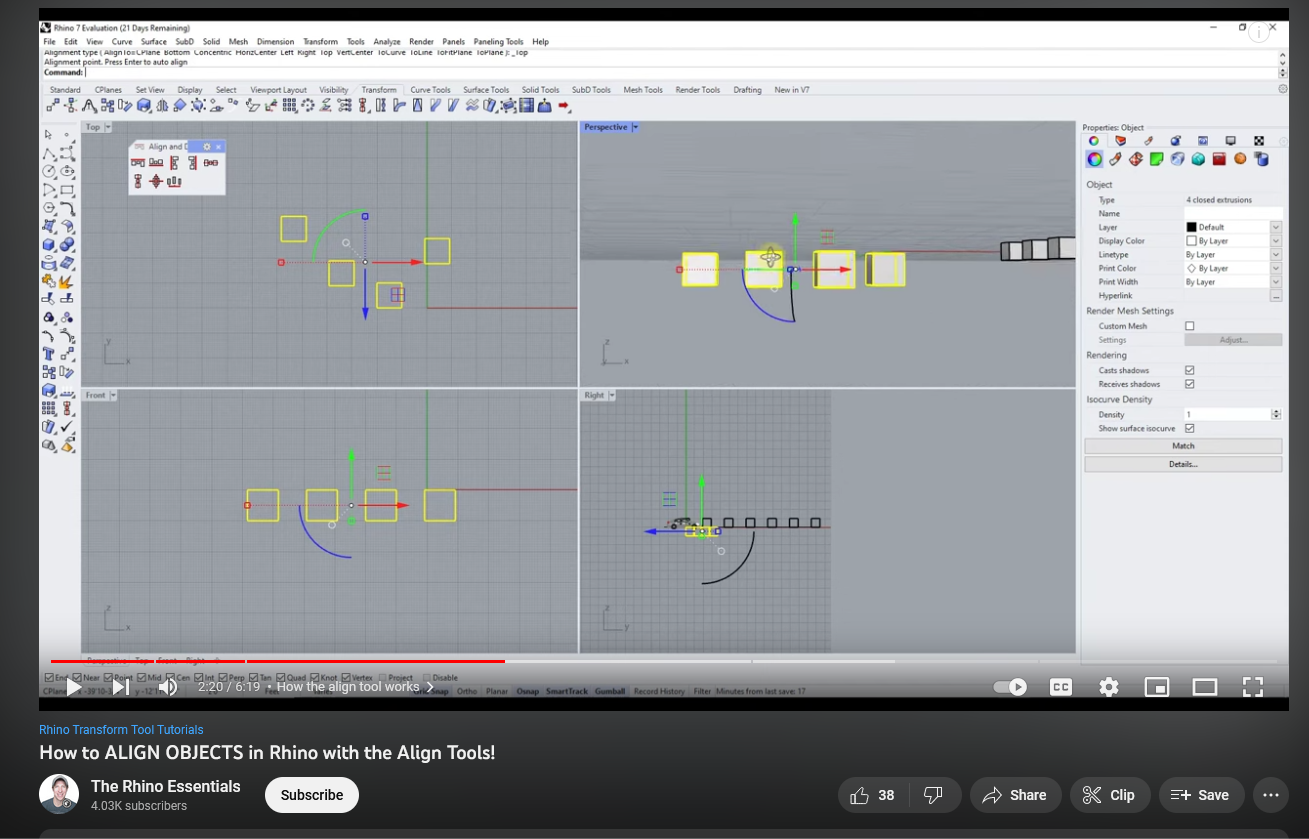 Rhino 7 Evaluation (21 Days Remaining)
File Edit View Curve Surface SubD Solid Mesh Dimension Transform Tools Analyze Render Panels Paneling Tools Help
Alignment type ( AlignTo=CPlane Bottom Concentric HorizCenter Left Right Top VertCenter ToCurve ToLine ToFitPlane ToPlane ): _Top
Alignment point. Press Enter to auto align
Command:
Standard CPlanes Set View Display Select Viewport Layout Visibility Transform Curve Tools Surface Tools Solid Tools SubD Tools Mesh Tools Render Tools Drafting New in V7
Top
Align and D
y
x
Perspective
z
y x
Front
z
x
Right
z
y
Properties: Object
Object
Type 4 closed extrusions
Name
Layer Default
Display Color By Layer
Linetype By Layer
Print Color By Layer
Print Width By Layer
Hyperlink ...
Render Mesh Settings
Custom Mesh
Settings Adjust...
Rendering
Casts shadows
Receives shadows
Isocurve Density
Density 1
Show surface isocurve
Match
Details...
Perspective Top Front Right
End Near Point Mid Cen Int Perp Tan Quad Knot Vertex Project Disable
CPlane Grid Snap Ortho Planar Osnap SmartTrack Gumball Record History Filter Minutes from last save: 17
2:20 / 6:19 • How the align tool works
CC
Rhino Transform Tool Tutorials
How to ALIGN OBJECTS in Rhino with the Align Tools!
The Rhino Essentials
4.03K subscribers
Subscribe
38
Share
Clip
Save